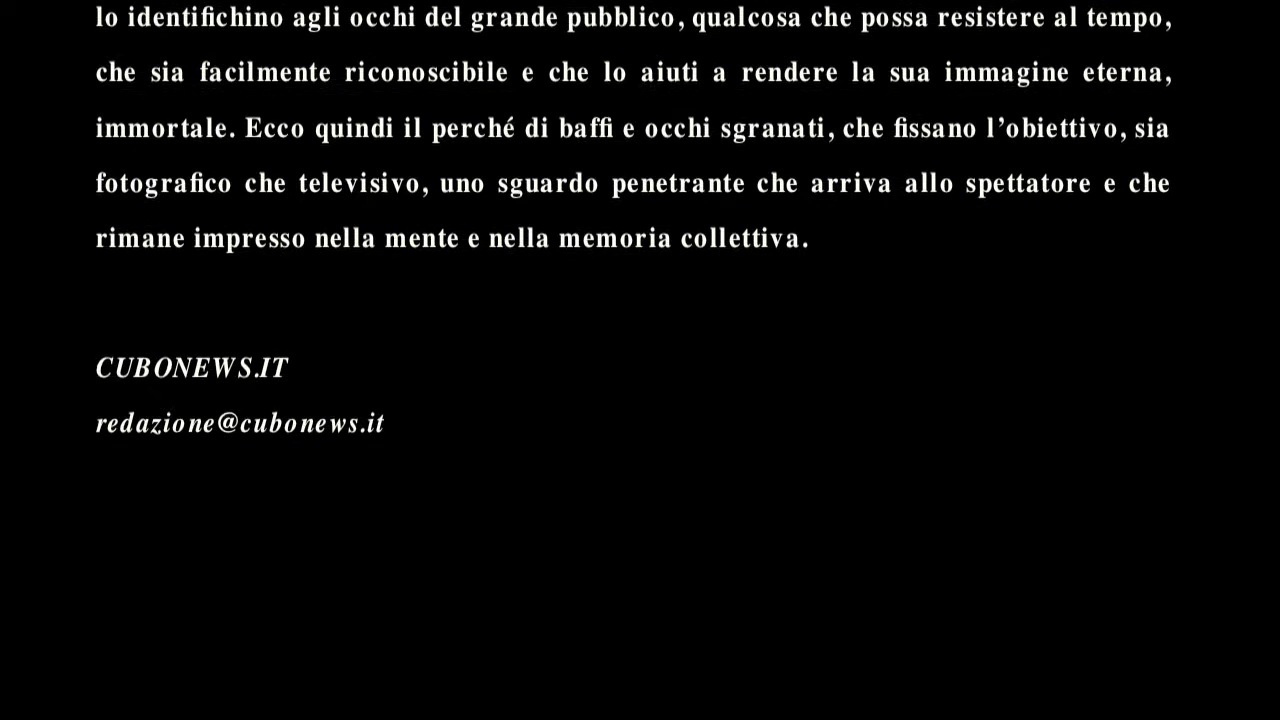 lo identifichino agli occhi del grande pubblico, qualcosa che possa resistere al tempo,
che sia facilmente riconoscibile e che lo aiuti a rendere la sua immagine eterna,
immortale. Ecco quindi il perché di baffi e occhi sgranati, che fissano l’obiettivo, sia
fotografico che televisivo, uno sguardo penetrante che arriva allo spettatore e che
rimane impresso nella mente e nella memoria collettiva.
CUBONEWS.IT
redazione@cubonews.it